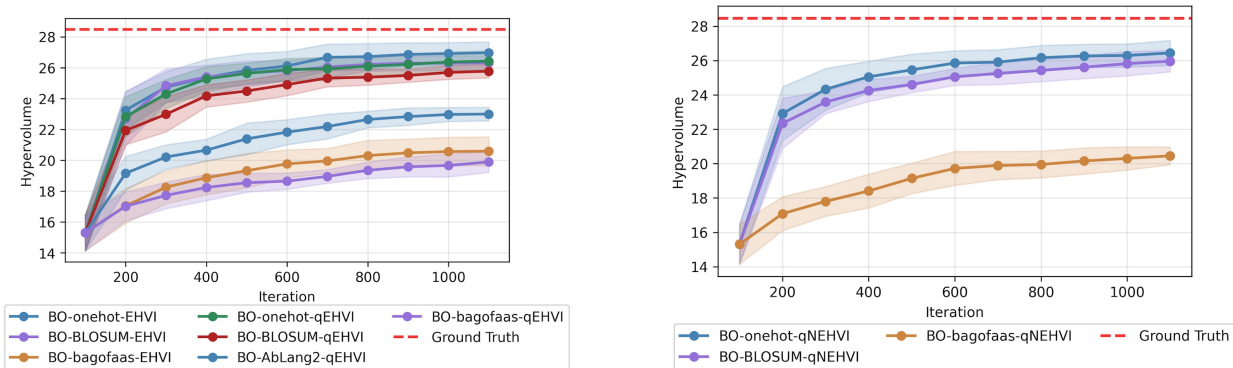 28
26
24
22
20
18
16
14
Hypervolume
200
400
600
800
1000
Iteration
BO-onehot-EHVI
BO-onehot-qEHVI
BO-bagofaas-qEHVI
BO-BLOSUM-EHVI
BO-BLOSUM-qEHVI
Ground Truth
BO-bagofaas-EHVI
BO-AbLang2-qEHVI
28
26
24
22
20
18
16
14
Hypervolume
200
400
600
800
1000
Iteration
BO-onehot-qNEHVI
BO-bagofaas-qNEHVI
Ground Truth
BO-BLOSUM-qNEHVI